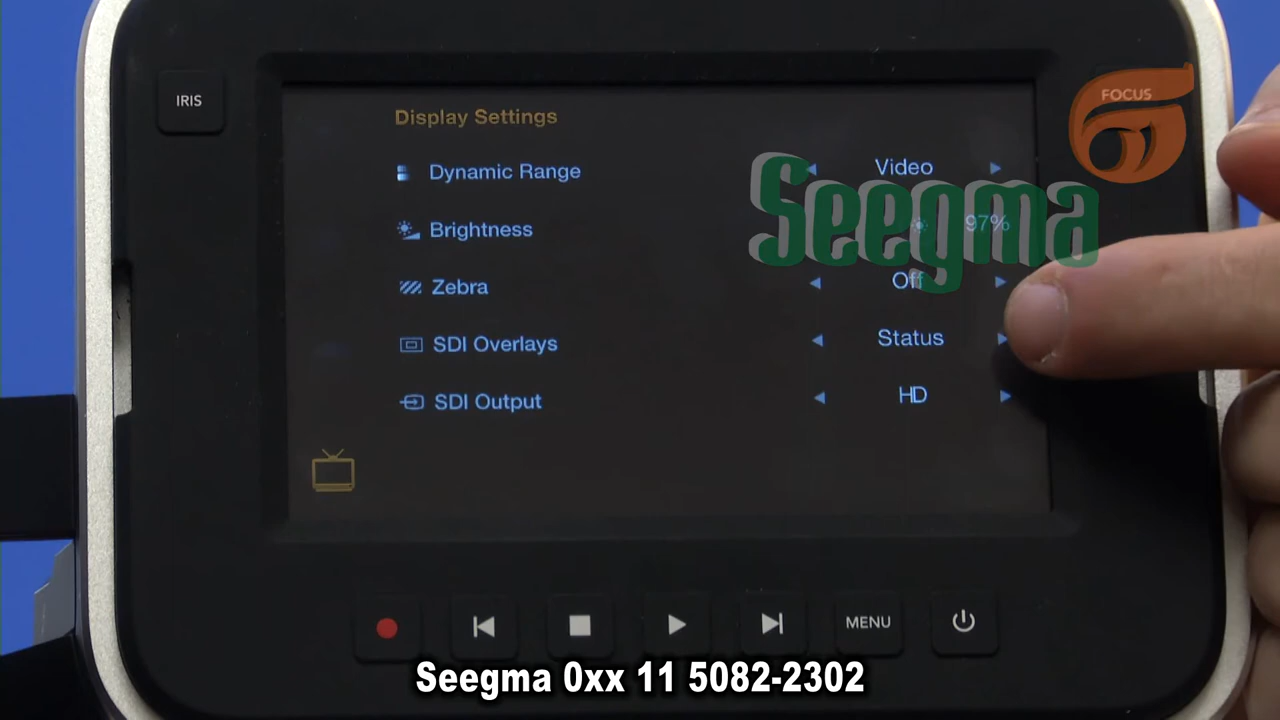 IRIS
FOCUS
Display Settings
Dynamic Range Video
Brightness 97%
Zebra Off
SDI Overlays Status
SDI Output HD
Seegma
MENU
Seegma 0xx 11 5082-2302